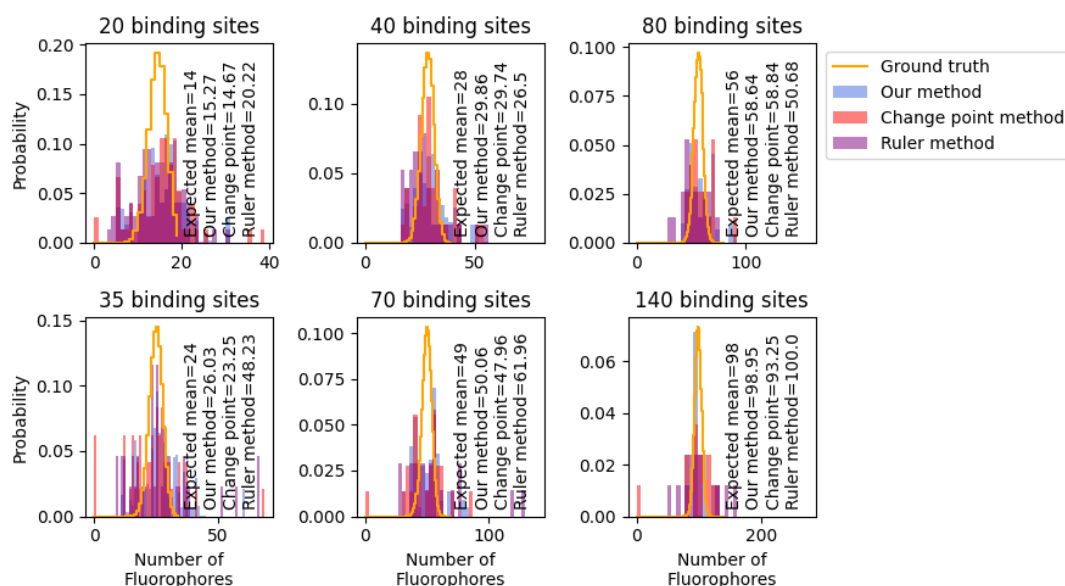 20 binding sites
Probability
0.20
0.15
0.10
0.05
0.00
0
20
40
Expected mean=14
Our method=15.27
Change point=14.67
Ruler method=20.22
40 binding sites
0.10
0.05
0.00
0
50
Expected mean=28
Our method=29.86
Change point=29.74
Ruler method=26.5
80 binding sites
0.100
0.075
0.050
0.025
0.000
0
100
Expected mean=56
Our method=58.64
Change point=58.84
Ruler method=50.68
Ground truth
Our method
Change point method
Ruler method
35 binding sites
Probability
0.15
0.10
0.05
0.00
0
50
Expected mean=24
Our method=26.03
Change point=23.25
Ruler method=48.23
Number of
Fluorophores
70 binding sites
0.100
0.075
0.050
0.025
0.000
0
100
Expected mean=49
Our method=50.06
Change point=47.96
Ruler method=61.96
Number of
Fluorophores
140 binding sites
0.06
0.04
0.02
0.00
0
200
Expected mean=98
Our method=98.95
Change point=93.25
Ruler method=100.0
Number of
Fluorophores